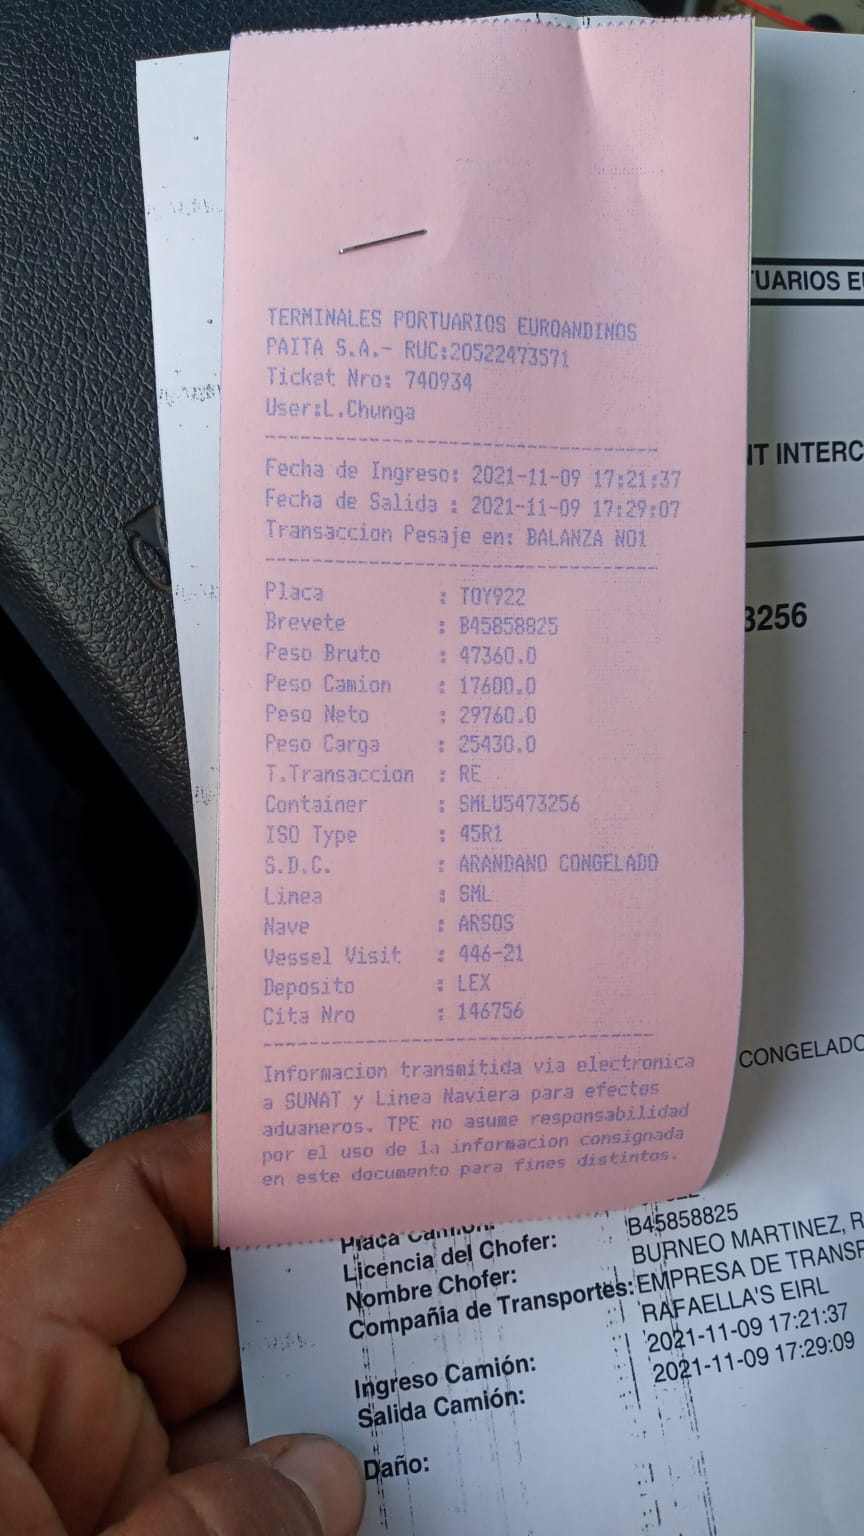 TERMINALES PORTUARIOS EUROANDINOS
PAITA S.A.- RUC:20522473571
Ticket Nro: 740934
User:L.Chunga
Fecha de Ingreso: 2021-11-09 17:21:37
Fecha de Salida : 2021-11-09 17:29:07
Transaccion Pesaje en: BALANZA NO1
Placa : TOY922
Brevete : B45858825
Peso Bruto : 47360.0
Peso Camion : 17600.0
Peso Neto : 29760.0
Peso Carga : 25430.0
T.Transaccion : RE
Container : SMLU5473256
ISO Type : 45R1
S.D.C. : ARANDANO CONGELADO
Linea : SML
Nave : ARSOS
Vessel Visit : 446-21
Deposito : LEX
Cita Nro : 146756
Informacion transmitida via electronica
a SUNAT y Linea Naviera para efectos
aduaneros. TPE no asume responsabilidad
por el uso de la informacion consignada
en este documento para fines distintos.
TUARIOS E
NT INTERC
3256
CONGELADO
Placa Camión:
Licencia del Chofer: B45858825
Nombre Chofer: BURNEO MARTINEZ, R
Compañia de Transportes: EMPRESA DE TRANSP
RAFAELLA'S EIRL
Ingreso Camión: 2021-11-09 17:21:37
Salida Camión: 2021-11-09 17:29:09
Daño: